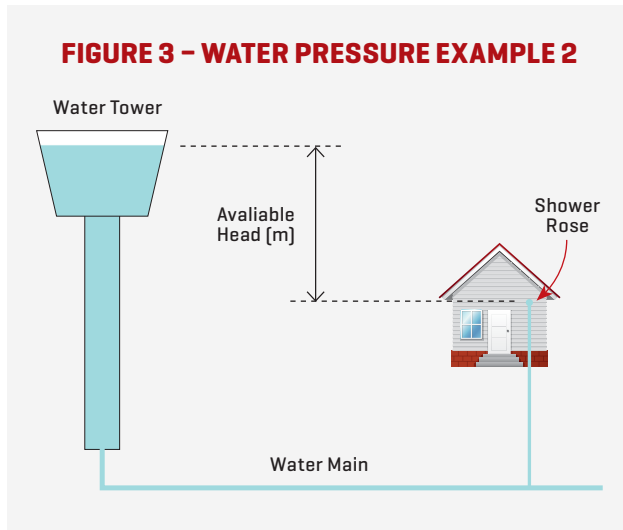 FIGURE 3 – WATER PRESSURE EXAMPLE 2
Water Tower
Avaliable
Head (m)
Shower
Rose
Water Main